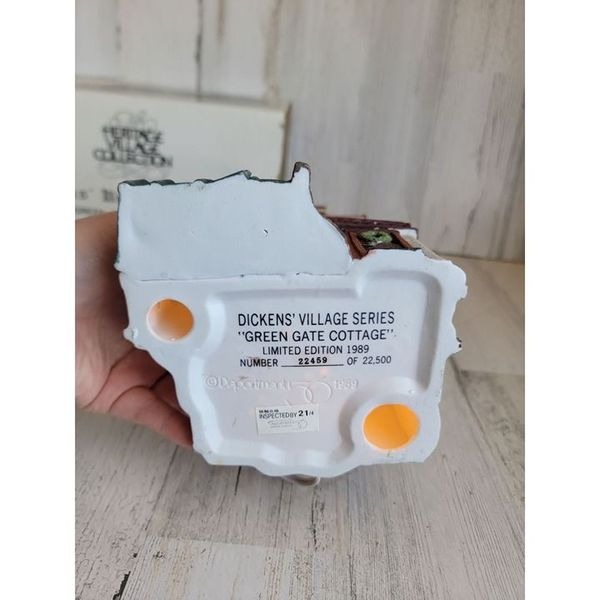 HERITAGE
VILLAGE
COLLECTION
DICKENS' VILLAGE SERIES
"GREEN GATE COTTAGE"
LIMITED EDITION 1989
NUMBER 22459 OF 22,500
©Department 56 1989
INSPECTED BY 21/4